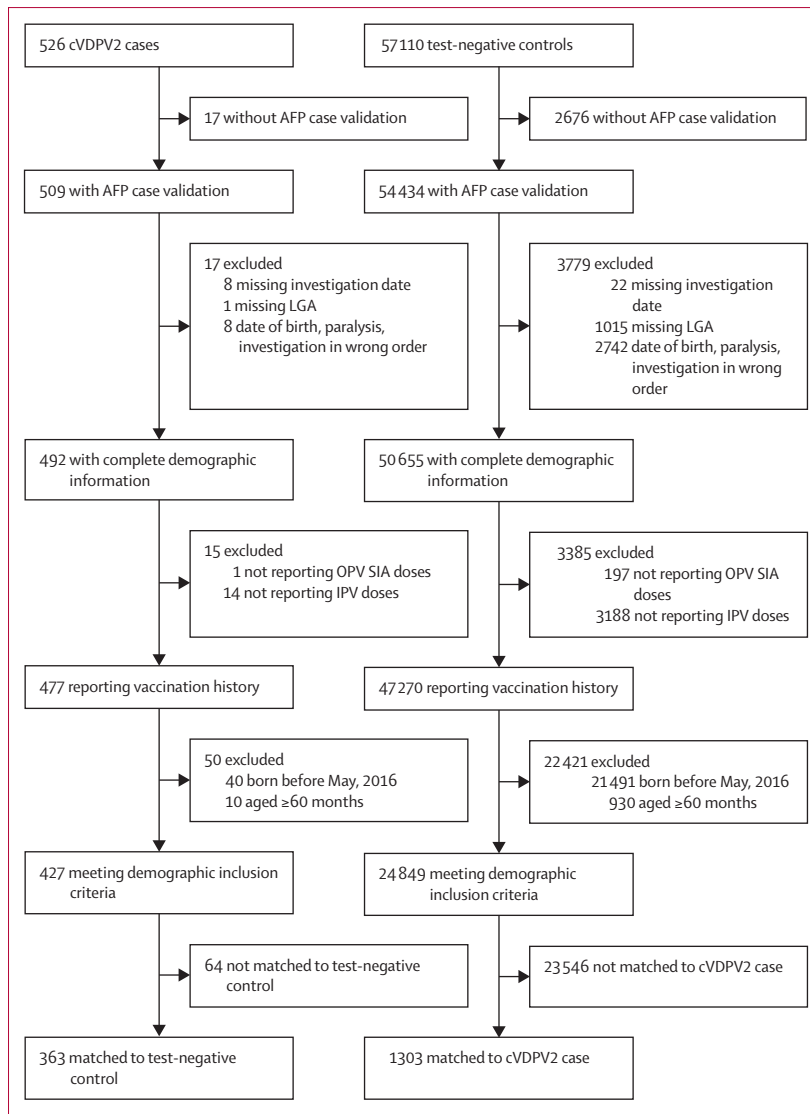 526 cVDPV2 cases
57 110 test-negative controls
17 without AFP case validation
2676 without AFP case validation
509 with AFP case validation
54 434 with AFP case validation
17 excluded
8 missing investigation date
1 missing LGA
8 date of birth, paralysis,
investigation in wrong order
3779 excluded
22 missing investigation
date
1015 missing LGA
2742 date of birth, paralysis,
investigation in wrong
order
492 with complete demographic
information
50 655 with complete demographic
information
15 excluded
1 not reporting OPV SIA doses
14 not reporting IPV doses
3385 excluded
197 not reporting OPV SIA
doses
3188 not reporting IPV doses
477 reporting vaccination history
47 270 reporting vaccination history
50 excluded
40 born before May, 2016
10 aged ≥60 months
22 421 excluded
21 491 born before May, 2016
930 aged ≥60 months
427 meeting demographic inclusion
criteria
24 849 meeting demographic
inclusion criteria
64 not matched to test-negative
control
23 546 not matched to cVDPV2 case
363 matched to test-negative
control
1303 matched to cVDPV2 case